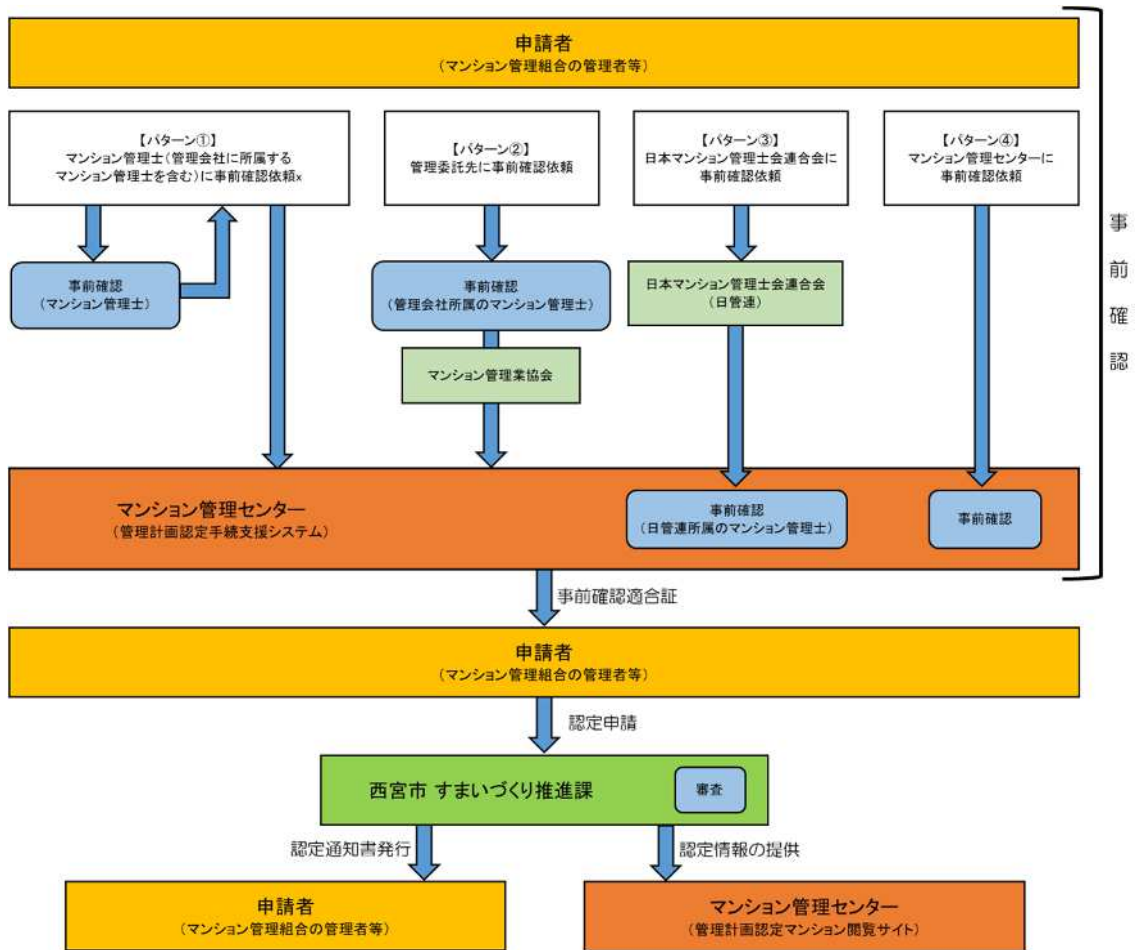 申請者
（マンション管理組合の管理者等）
【パターン①】
マンション管理士（管理会社に所属する
マンション管理士を含む）に事前確認依頼x
【パターン②】
管理委託先に事前確認依頼
【パターン③】
日本マンション管理士会連合会に
事前確認依頼
【パターン④】
マンション管理センターに
事前確認依頼
事前確認
（マンション管理士）
事前確認
（管理会社所属のマンション管理士）
日本マンション管理士会連合会
（日管連）
マンション管理業協会
事前確認
マンション管理センター
（管理計画認定手続支援システム）
事前確認
（日管連所属のマンション管理士）
事前確認
事前確認適合証
申請者
（マンション管理組合の管理者等）
認定申請
西宮市 すまいづくり推進課
審査
認定通知書発行
認定情報の提供
申請者
（マンション管理組合の管理者等）
マンション管理センター
（管理計画認定マンション閲覧サイト）